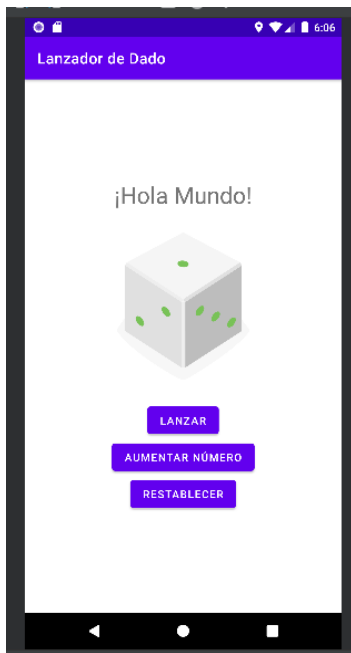 6:06
Lanzador de Dado
¡Hola Mundo!
LANZAR
AUMENTAR NÚMERO
RESTABLECER